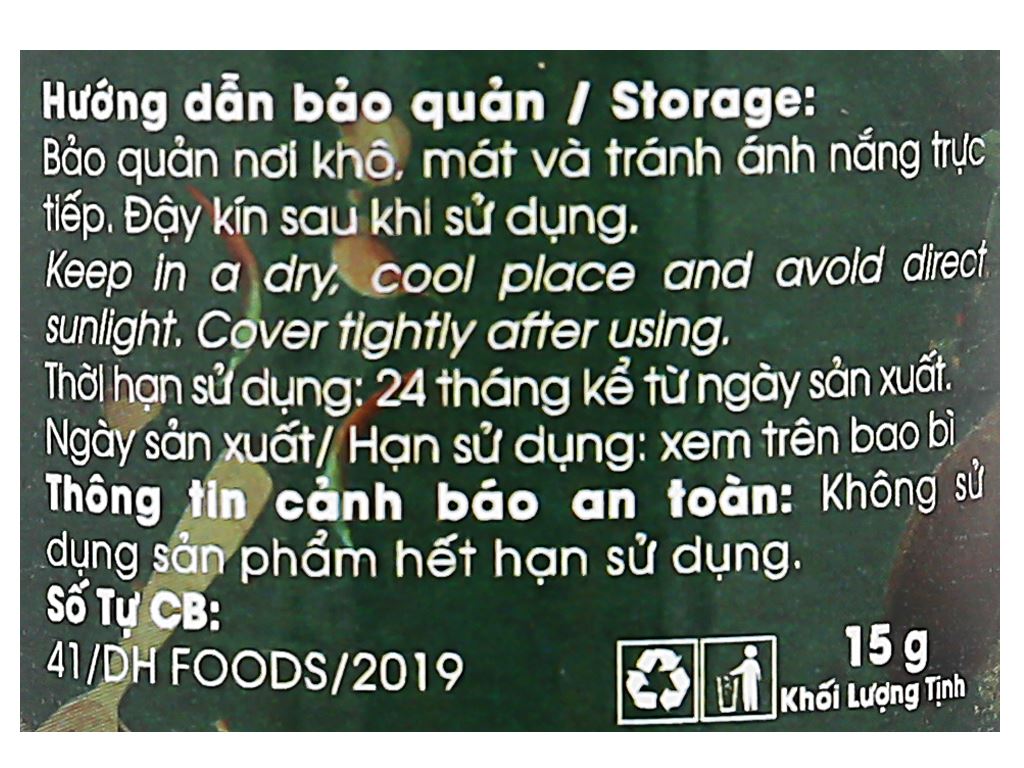 Hướng dẫn bảo quản / Storage:
Bảo quản nơi khô, mát và tránh ánh nắng trực
tiếp. Đậy kín sau khi sử dụng.
Keep in a dry, cool place and avoid direct
sunlight. Cover tightly after using.
Thời hạn sử dụng: 24 tháng kể từ ngày sản xuất.
Ngày sản xuất/ Hạn sử dụng: xem trên bao bì
Thông tin cảnh báo an toàn: Không sử
dụng sản phẩm hết hạn sử dụng.
Số Tự CB:
41/DH FOODS/2019
15 g
Khối Lượng Tịnh